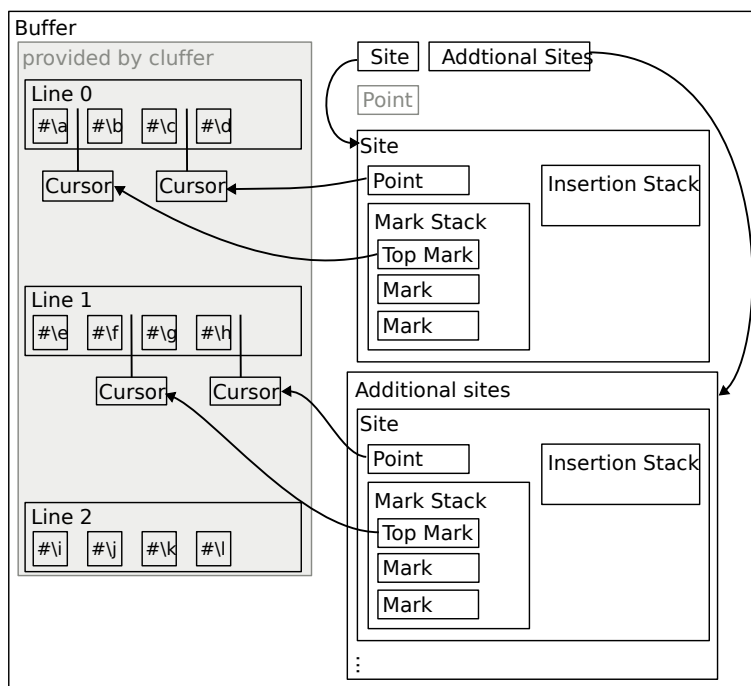 Buffer
provided by cluffer
Line 0
#\a #\b #\c #\d
Cursor Cursor
Line 1
#\e #\f #\g #\h
Cursor Cursor
Line 2
#\i #\j #\k #\l
Site Addtional Sites
Point
Site
Point
Insertion Stack
Mark Stack
Top Mark
Mark
Mark
Additional sites
Site
Point
Insertion Stack
Mark Stack
Top Mark
Mark
Mark
⋮